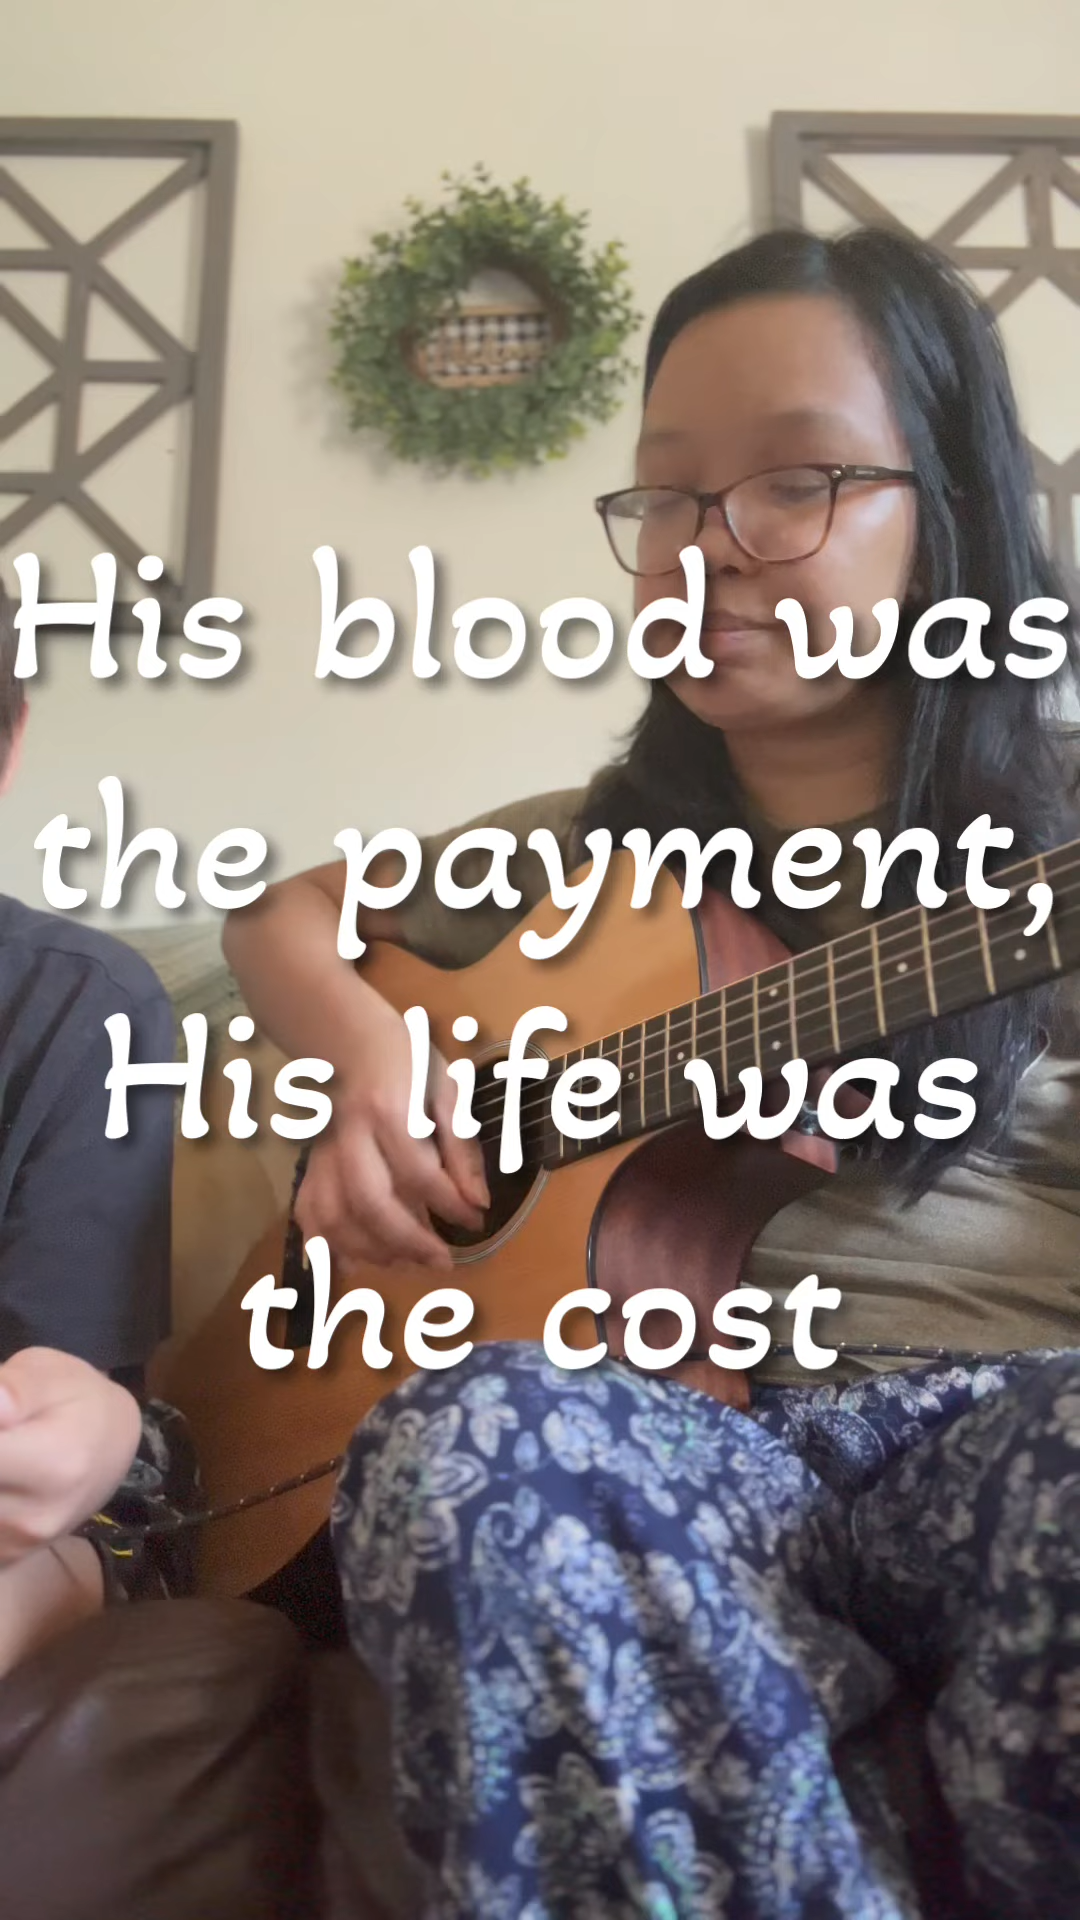 His blood was
the payment,
His life was
the cost